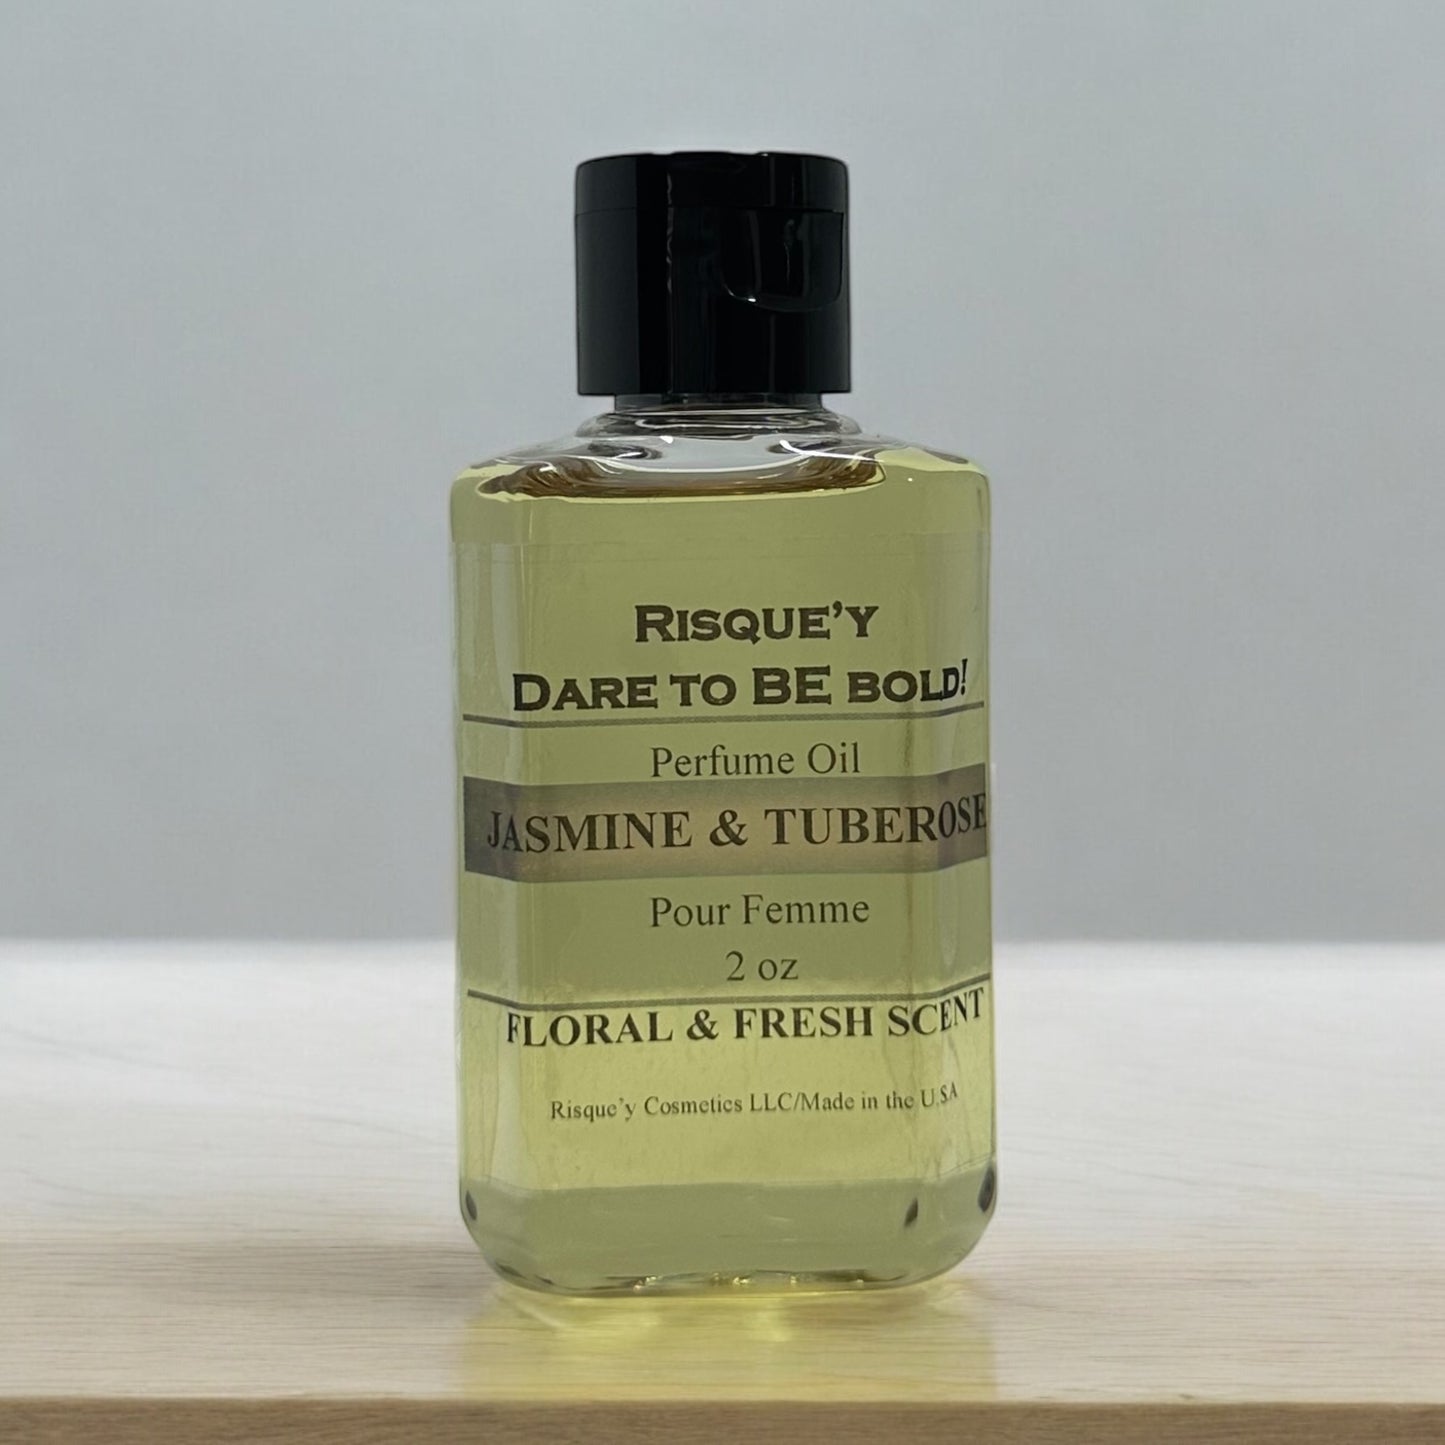 RISQUE'Y
DARE TO BE BOLD!
Perfume Oil
JASMINE & TUBEROSE
Pour Femme
2 oz
FLORAL & FRESH SCENT
Risque'y Cosmetics LLC/Made in the U.S.A